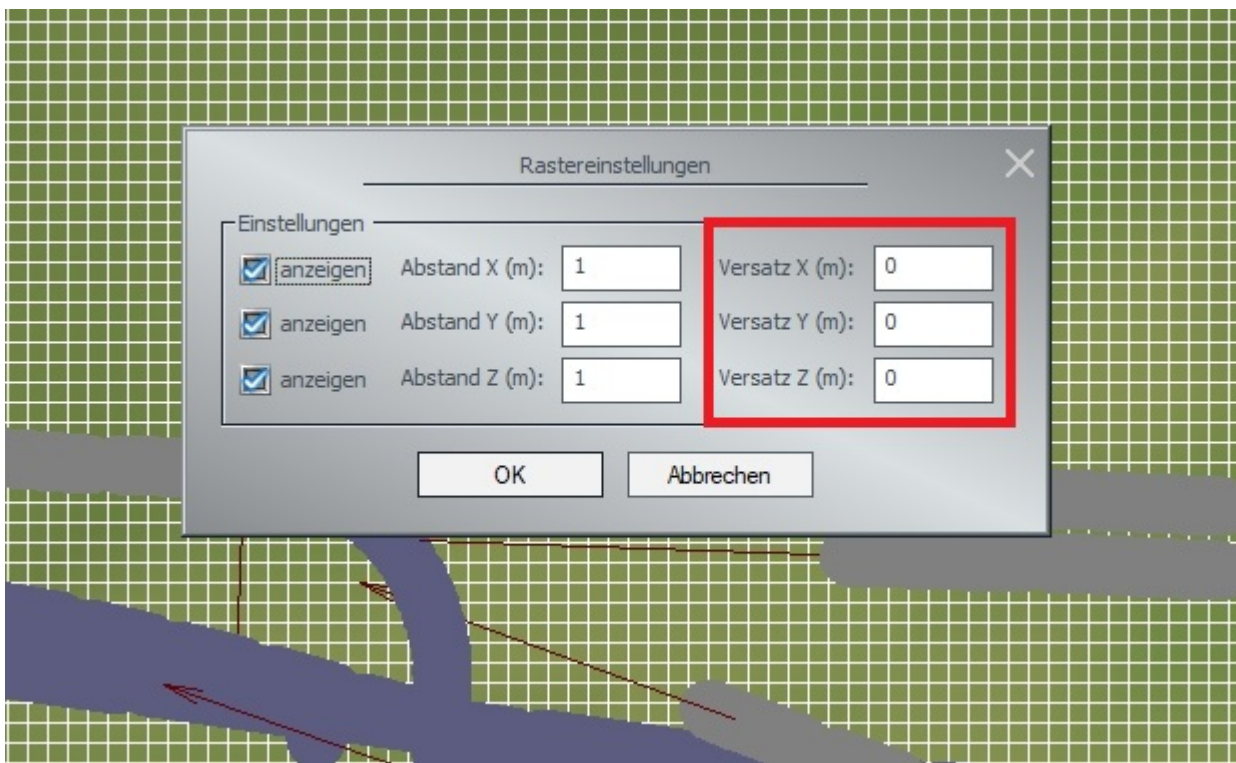 Rastereinstellungen
Einstellungen
anzeigen Abstand X (m): 1 Versatz X (m): 0
anzeigen Abstand Y (m): 1 Versatz Y (m): 0
anzeigen Abstand Z (m): 1 Versatz Z (m): 0
OK Abbrechen